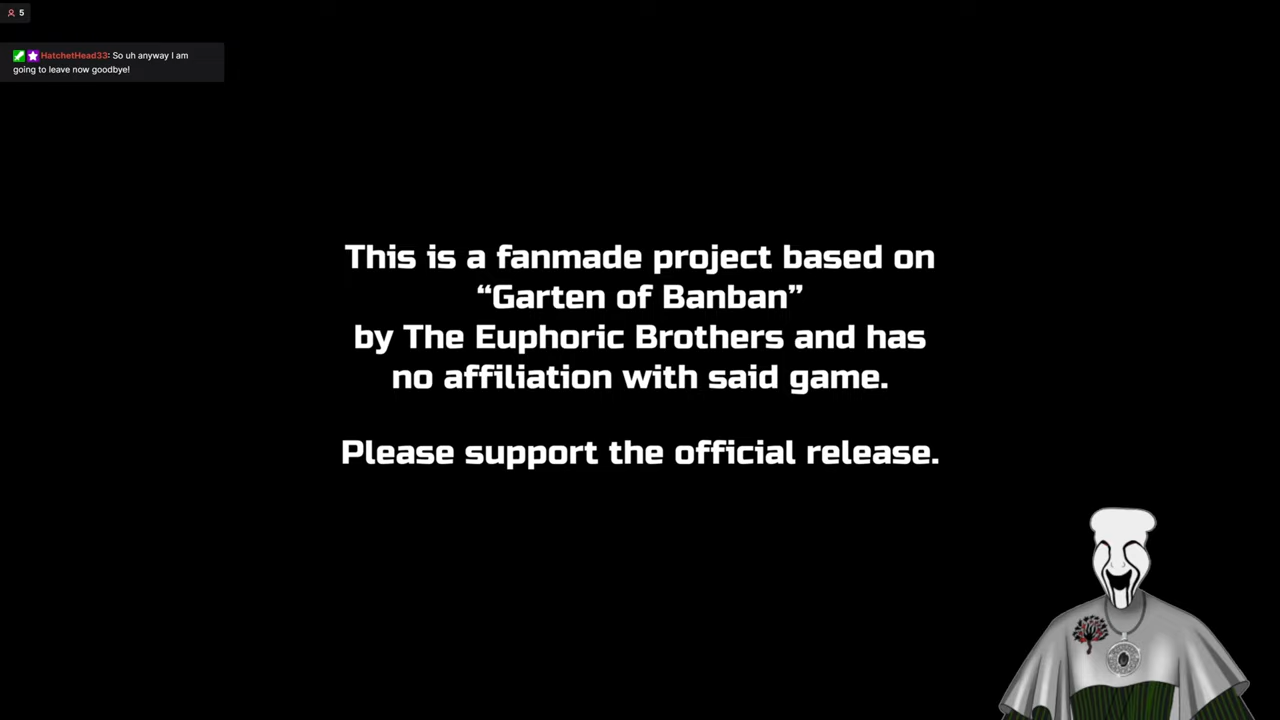 5
HatchetHead33: So uh anyway I am
going to leave now goodbye!
This is a fanmade project based on
“Garten of Banban”
by The Euphoric Brothers and has
no affiliation with said game.
Please support the official release.